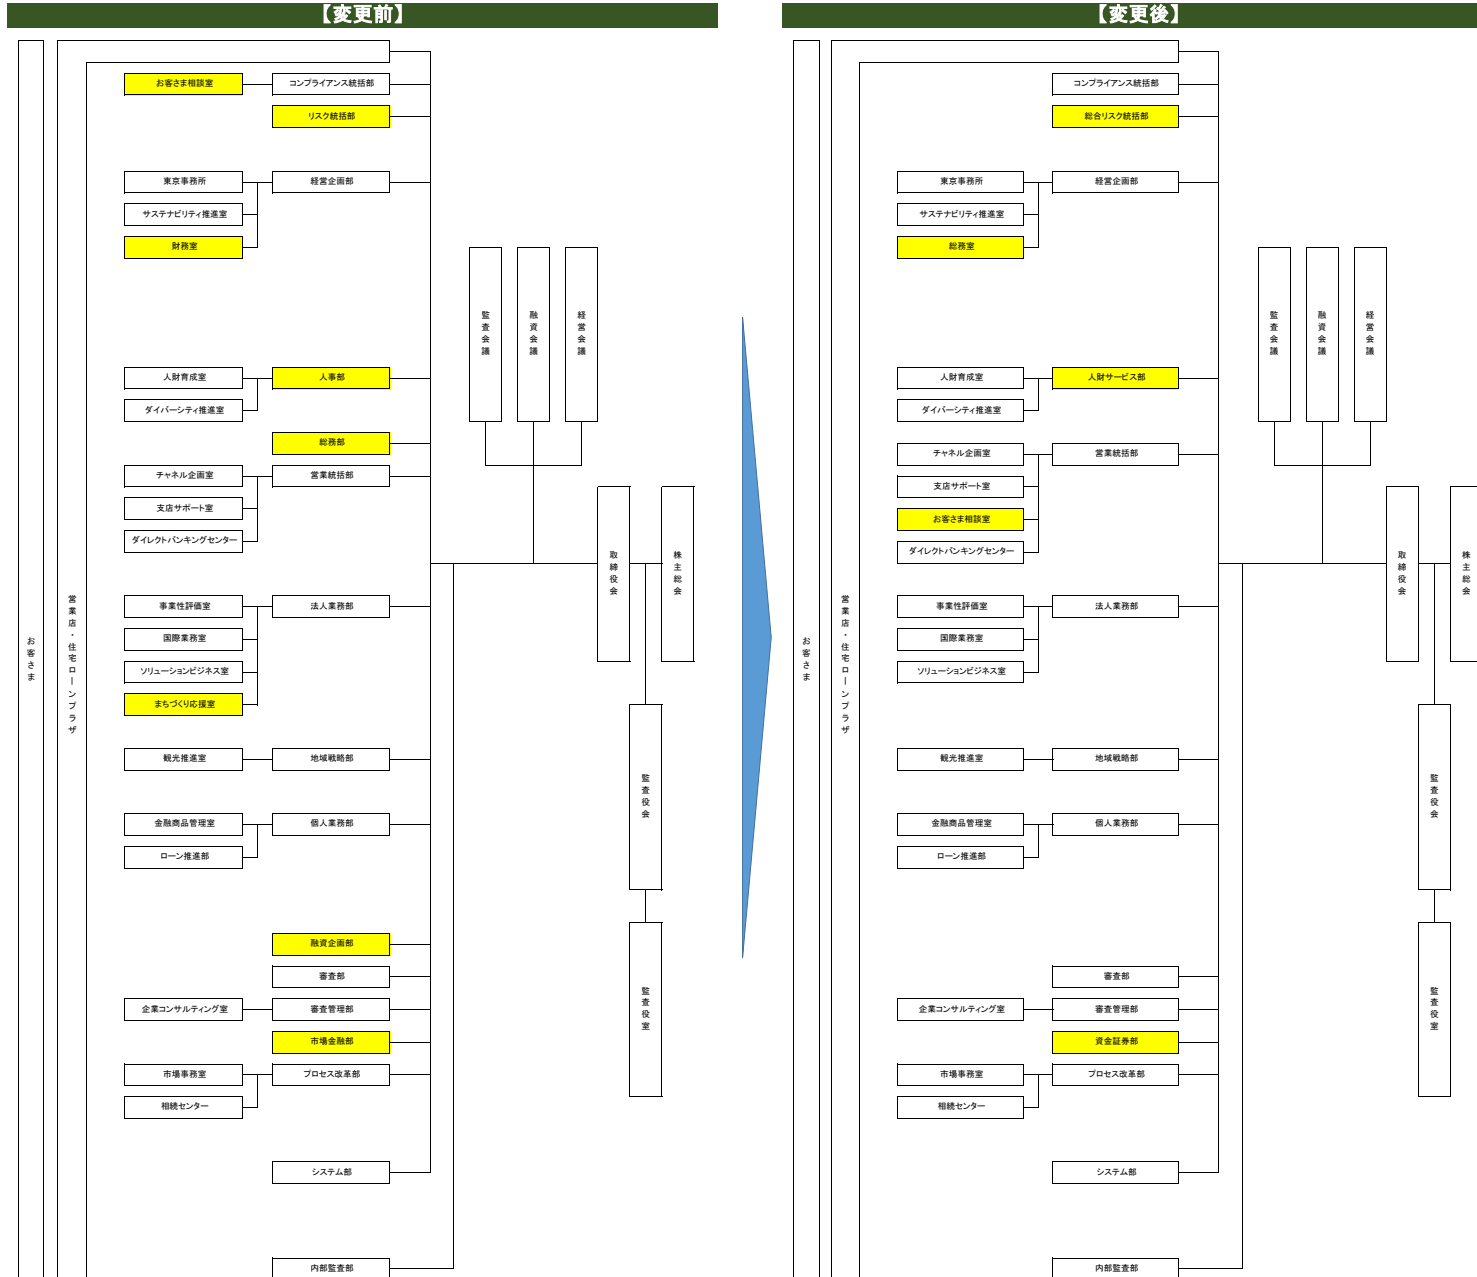 【変更前】
お客さま
営業店・住宅ローンプラザ
お客さま相談室
コンプライアンス統括部
リスク統括部
東京事務所
経営企画部
サステナビリティ推進室
財務室
人財育成室
人事部
ダイバーシティ推進室
総務部
チャネル企画室
営業統括部
支店サポート室
ダイレクトバンキングセンター
事業性評価室
法人業務部
国際業務室
ソリューションビジネス室
まちづくり応援室
観光推進室
地域戦略部
金融商品管理室
個人業務部
ローン推進部
融資企画部
審査部
企業コンサルティング室
審査管理部
市場金融部
市場事務室
プロセス改革部
相続センター
システム部
内部監査部
監査会議
融資会議
経営会議
取締役会
株主総会
監査役会
監査役室
【変更後】
お客さま
営業店・住宅ローンプラザ
コンプライアンス統括部
総合リスク統括部
東京事務所
経営企画部
サステナビリティ推進室
総務室
人財育成室
人財サービス部
ダイバーシティ推進室
チャネル企画室
営業統括部
支店サポート室
お客さま相談室
ダイレクトバンキングセンター
事業性評価室
法人業務部
国際業務室
ソリューションビジネス室
観光推進室
地域戦略部
金融商品管理室
個人業務部
ローン推進部
審査部
企業コンサルティング室
審査管理部
資金証券部
市場事務室
プロセス改革部
相続センター
システム部
内部監査部
監査会議
融資会議
経営会議
取締役会
株主総会
監査役会
監査役室